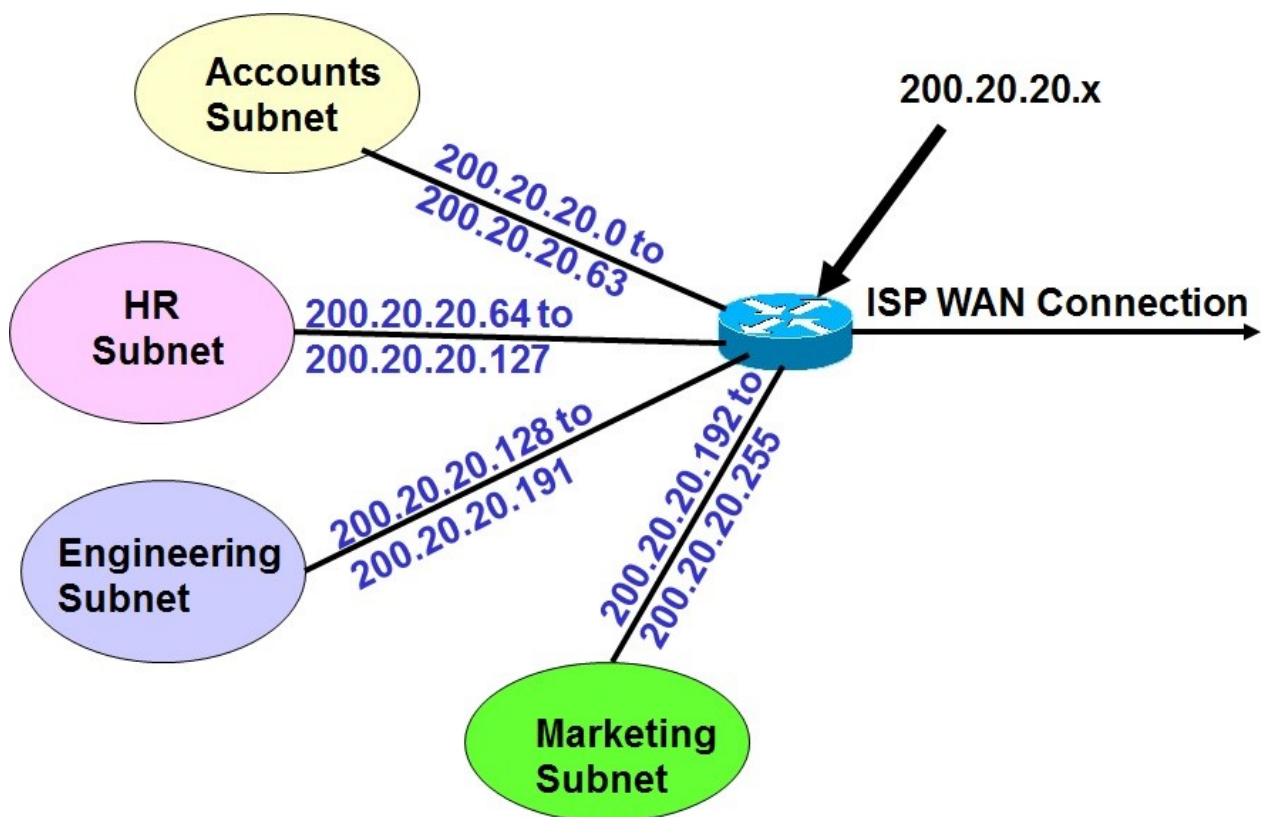 Accounts
Subnet
200.20.20.x
200.20.20.0 to
200.20.20.63
HR
Subnet
200.20.20.64 to
200.20.20.127
ISP WAN Connection
Engineering
Subnet
200.20.20.128 to
200.20.20.191
200.20.20.192 to
200.20.20.255
Marketing
Subnet